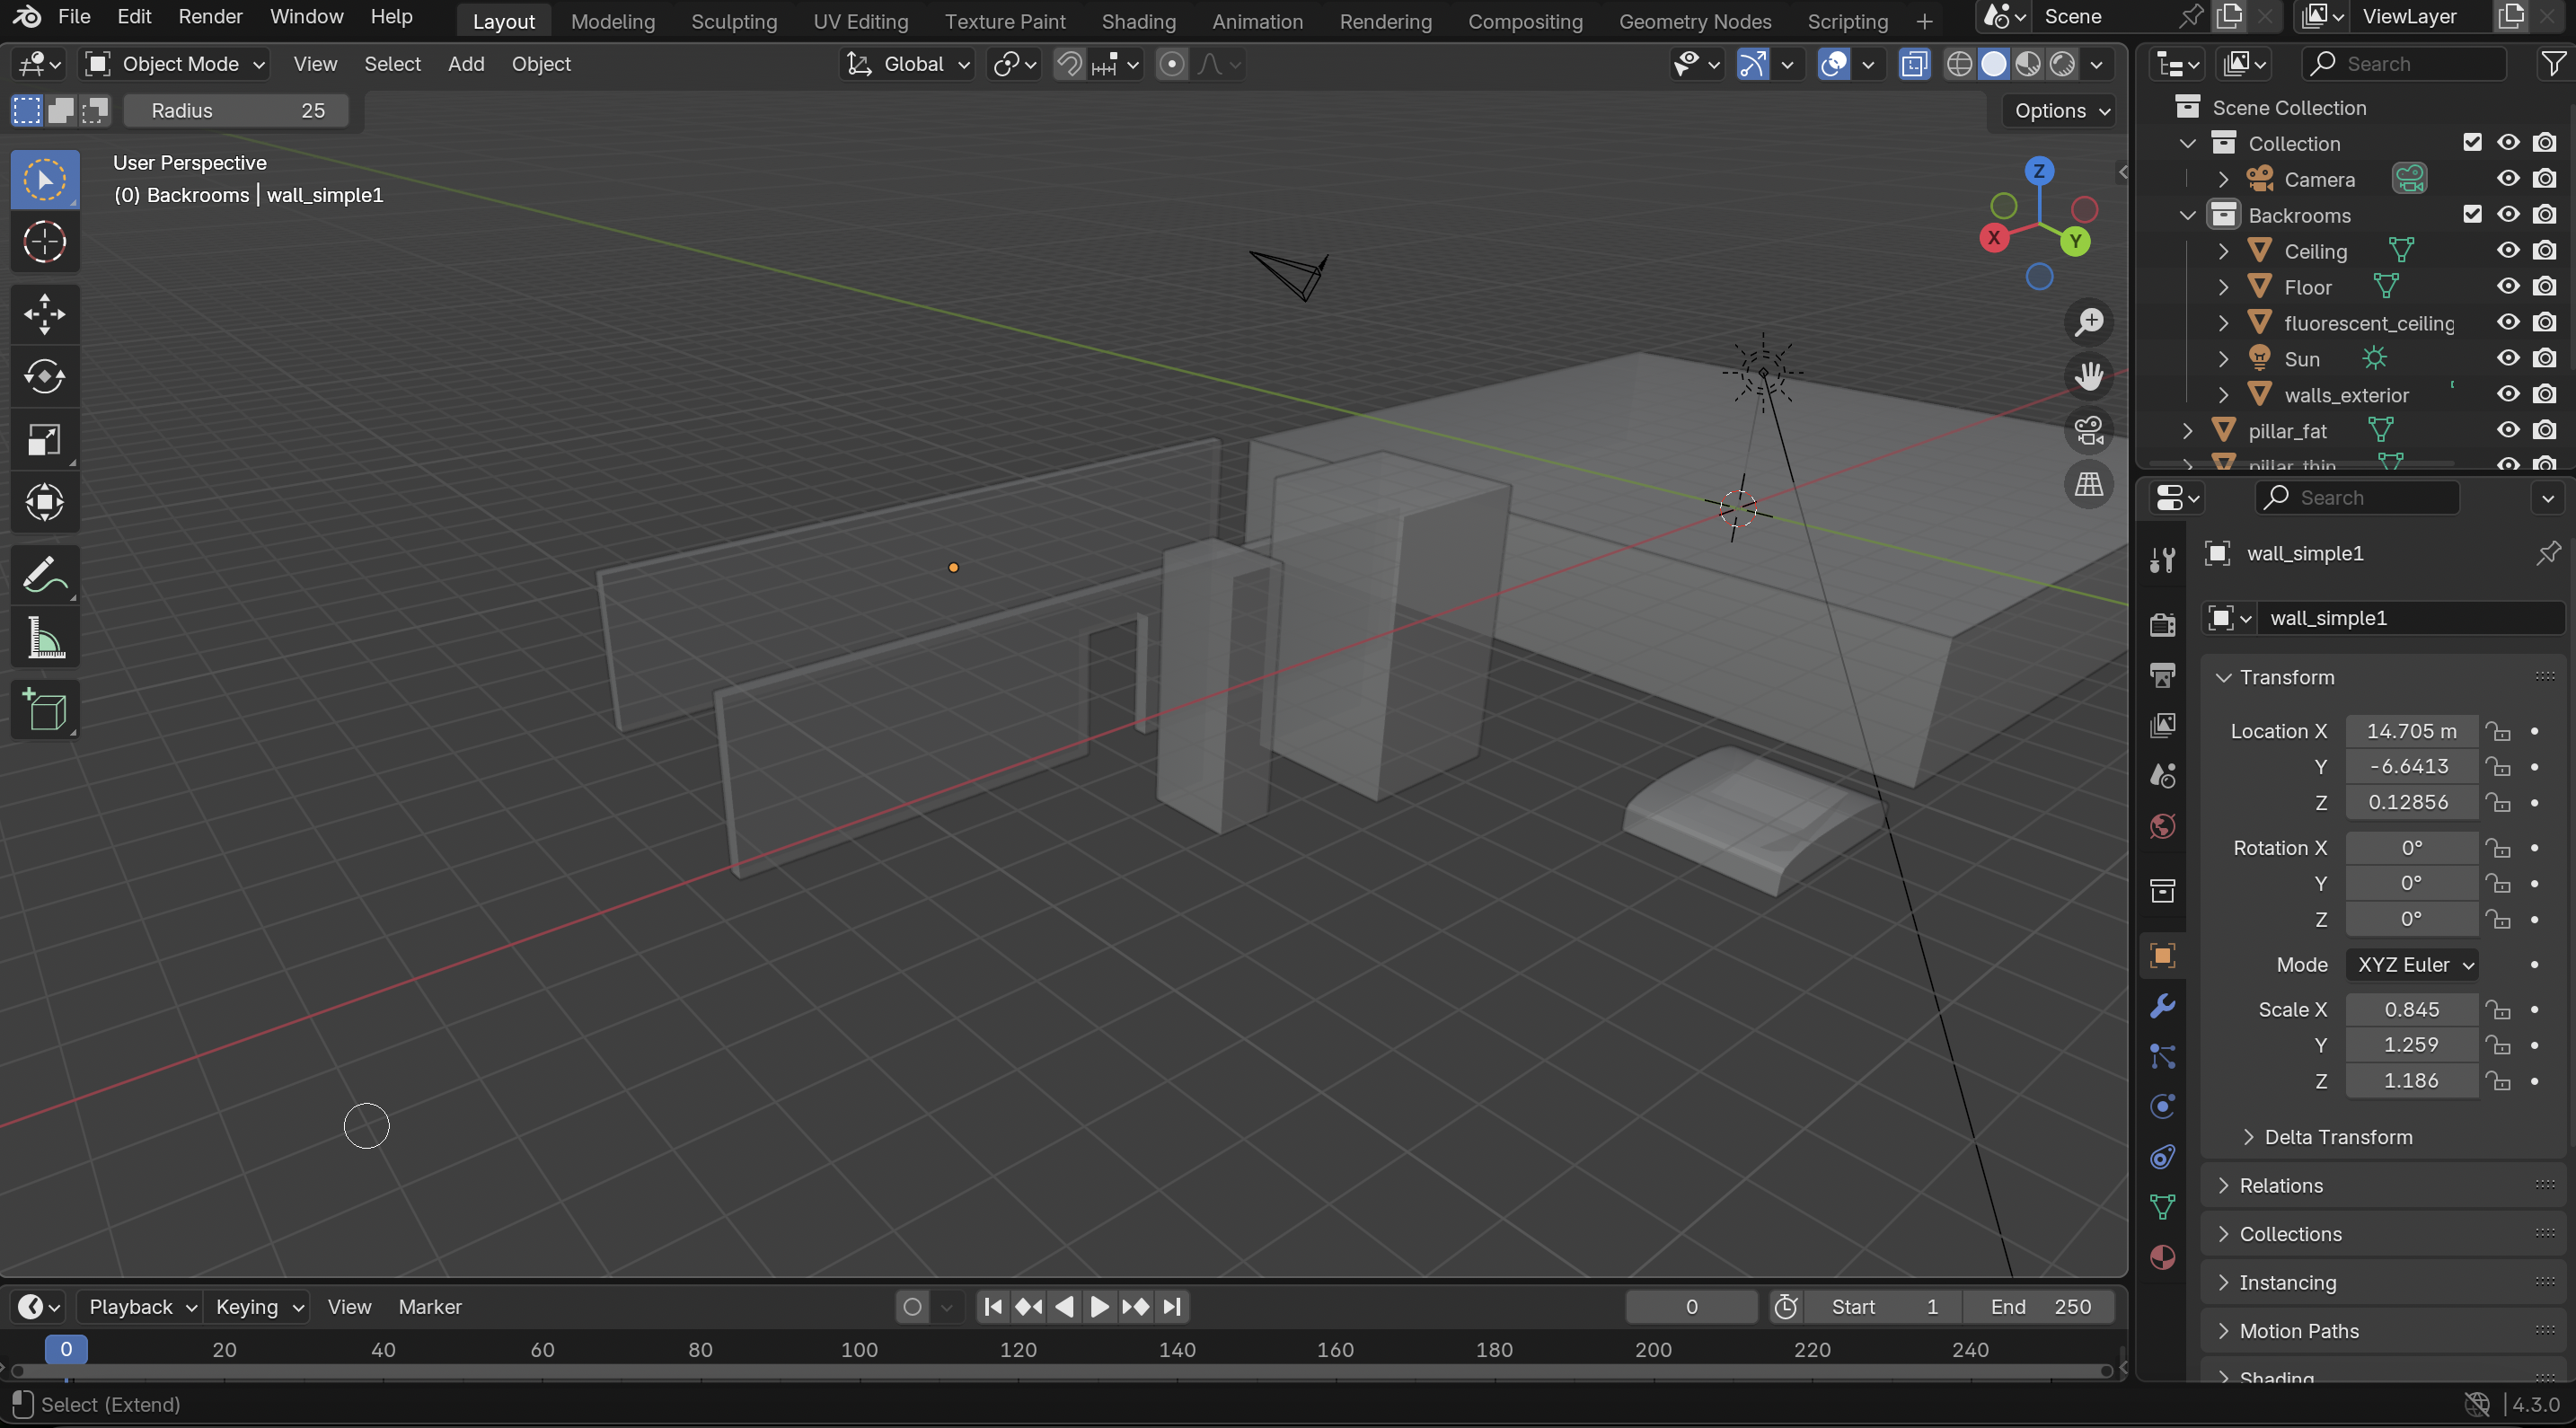 File Edit Render Window Help Layout Modeling Sculpting UV Editing Texture Paint Shading Animation Rendering Compositing Geometry Nodes Scripting Scene ViewLayer
Object Mode View Select Add Object Global Search
Radius 25 Options
User Perspective
(0) Backrooms | wall_simple1
Z
X
Y
Scene Collection
Collection
Camera
Backrooms
Ceiling
Floor
fluorescent_ceiling
Sun
walls_exterior
pillar_fat
pillar_thin
Search
wall_simple1
wall_simple1
Transform
Location X 14.705 m
Y -6.6413
Z 0.12856
Rotation X 0°
Y 0°
Z 0°
Mode XYZ Euler
Scale X 0.845
Y 1.259
Z 1.186
Delta Transform
Relations
Collections
Instancing
Motion Paths
Shading
Playback Keying View Marker 0 Start 1 End 250
0 20 40 60 80 100 120 140 160 180 200 220 240
Select (Extend) 4.3.0